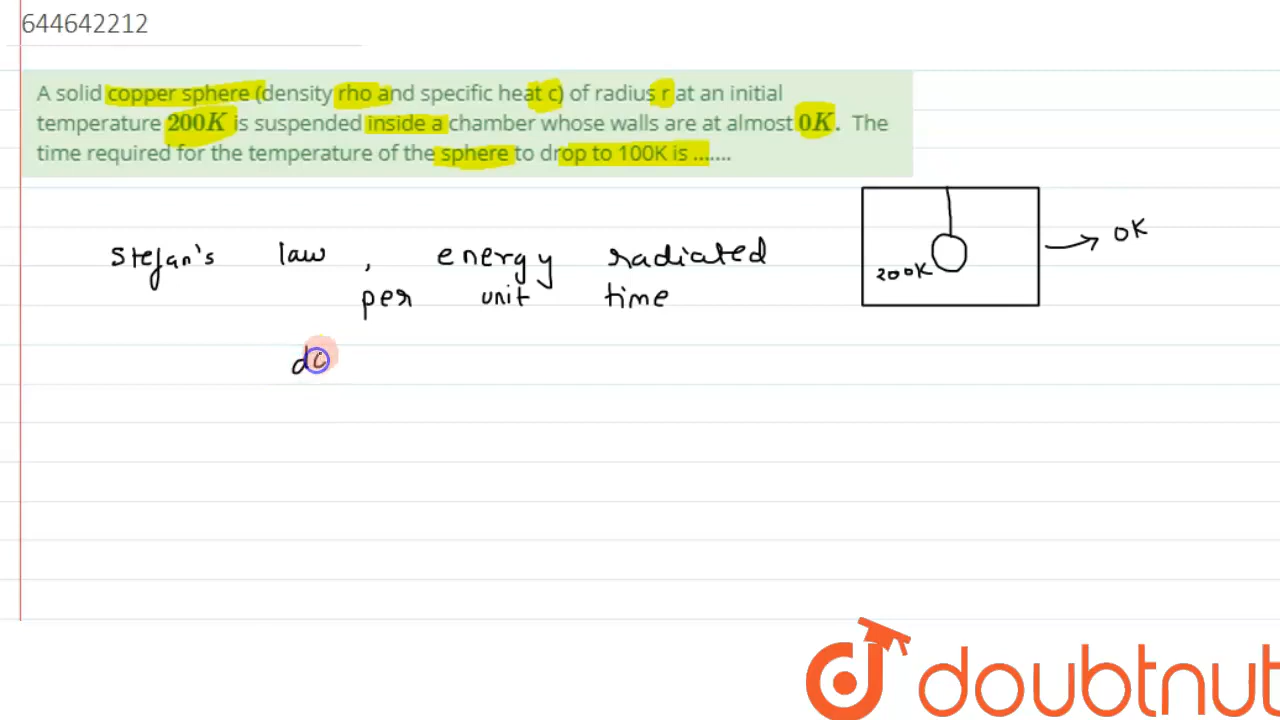 644642212
A solid copper sphere (density rho and specific heat c) of radius r at an initial
temperature 200K is suspended inside a chamber whose walls are at almost 0K. The
time required for the temperature of the sphere to drop to 100K is .......
Stefan's law , energy radiated
per unit time
200K
0K
doubtnut